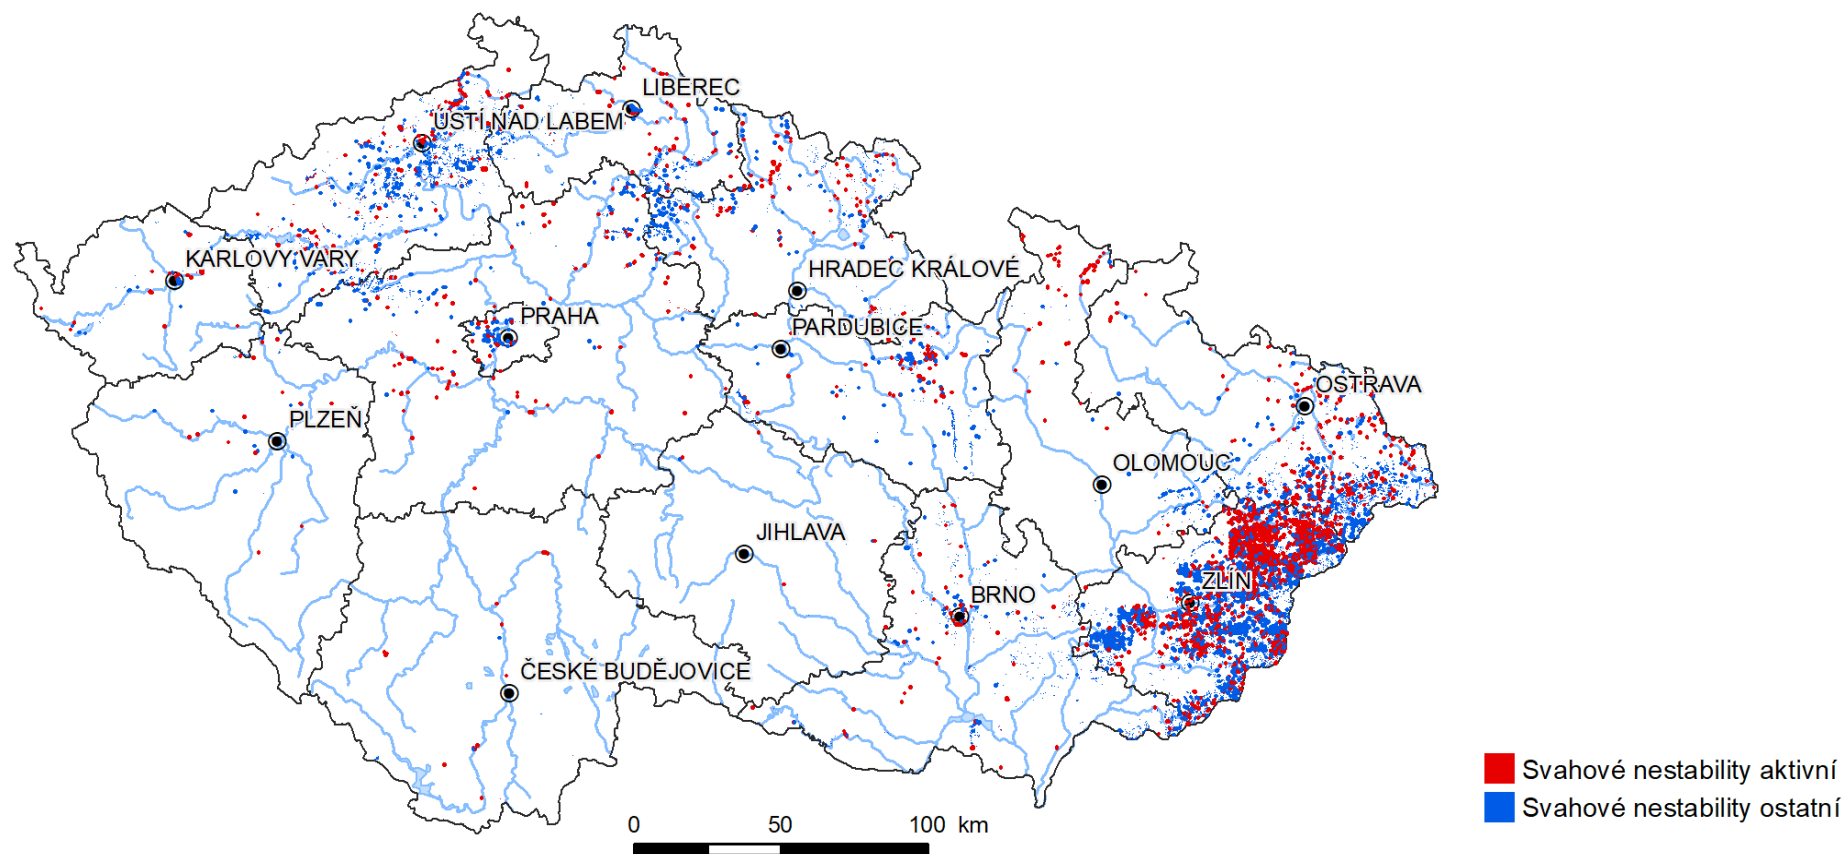 LIBEREC
ÚSTÍ NAD LABEM
KARLOVY VARY
HRADEC KRÁLOVÉ
PRAHA
PARDUBICE
OSTRAVA
PLZEŇ
OLOMOUC
JIHLAVA
ZLÍN
BRNO
ČESKÉ BUDĚJOVICE
Svahové nestability aktivní
Svahové nestability ostatní
0 50 100 km